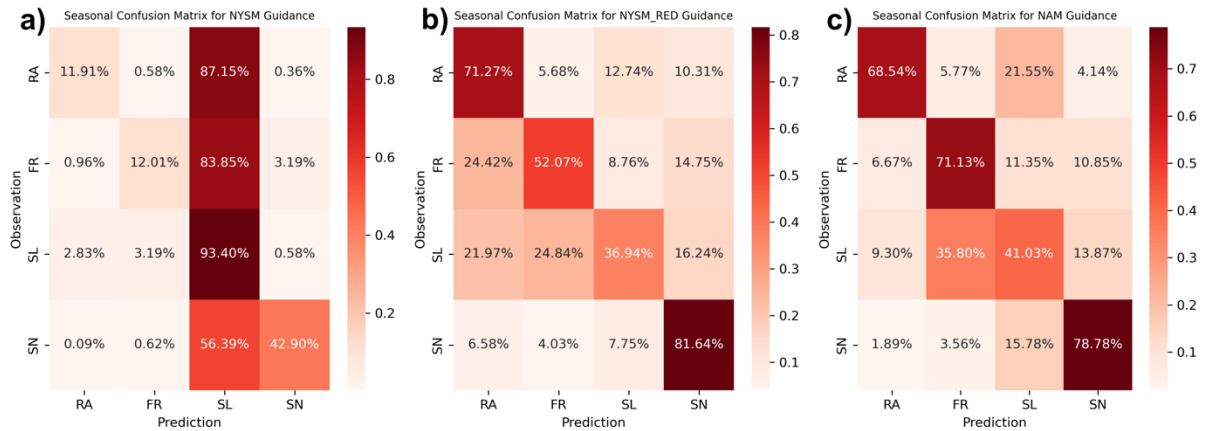 a)
Seasonal Confusion Matrix for NYSM Guidance
RA
FR
SL
SN
Observation
11.91% 0.58% 87.15% 0.36%
0.96% 12.01% 83.85% 3.19%
2.83% 3.19% 93.40% 0.58%
0.09% 0.62% 56.39% 42.90%
RA FR SL SN
Prediction
0.8
0.6
0.4
0.2
b)
Seasonal Confusion Matrix for NYSM_RED Guidance
RA
FR
SL
SN
Observation
71.27% 5.68% 12.74% 10.31%
24.42% 52.07% 8.76% 14.75%
21.97% 24.84% 36.94% 16.24%
6.58% 4.03% 7.75% 81.64%
RA FR SL SN
Prediction
0.8
0.7
0.6
0.5
0.4
0.3
0.2
0.1
c)
Seasonal Confusion Matrix for NAM Guidance
RA
FR
SL
SN
Observation
68.54% 5.77% 21.55% 4.14%
6.67% 71.13% 11.35% 10.85%
9.30% 35.80% 41.03% 13.87%
1.89% 3.56% 15.78% 78.78%
RA FR SL SN
Prediction
0.7
0.6
0.5
0.4
0.3
0.2
0.1